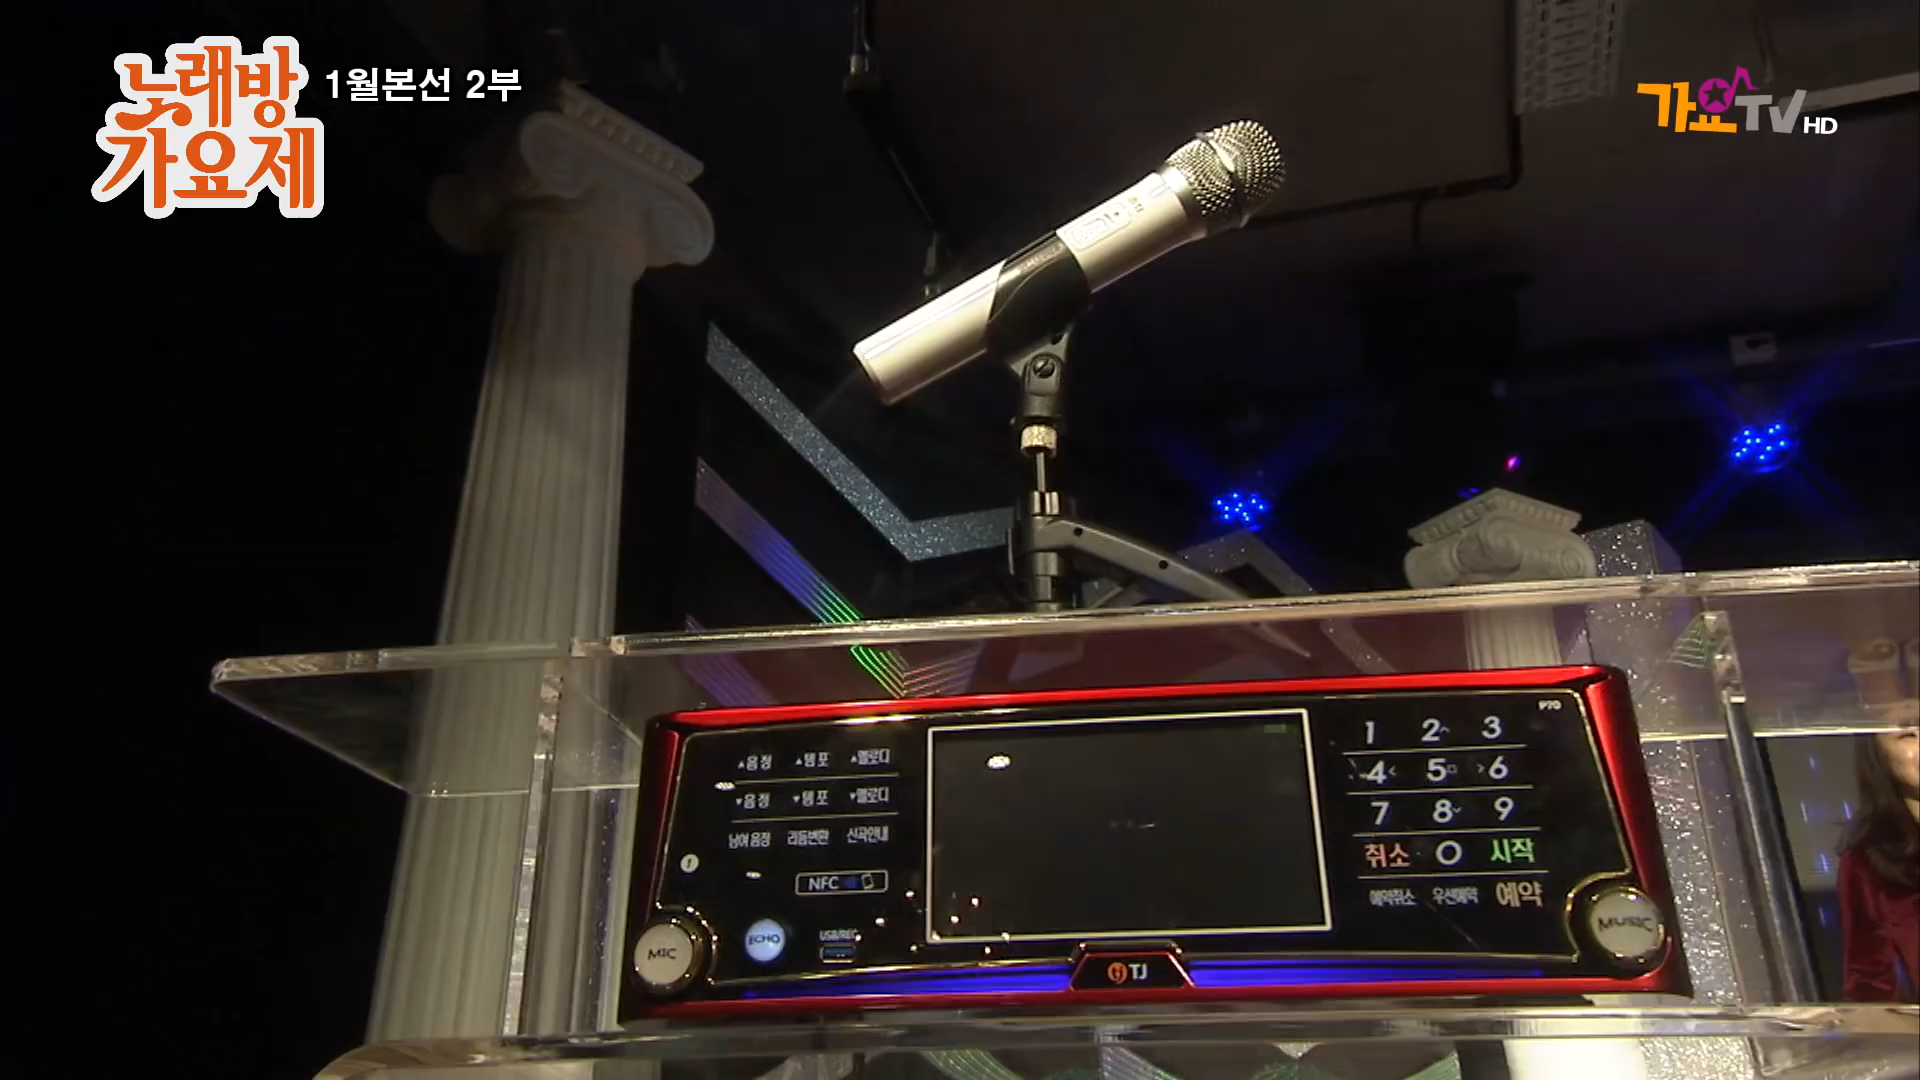 노래방
가요제
1월본선 2부
가요TV HD
P70
▲음정 ▲템포 ▲멜로디
▼음정 ▼템포 ▼멜로디
남여음정 리듬변환 신곡안내
NFC
MIC
ECHO
USB/REC
TJ
1 2 3
4 5 6
7 8 9
취소 0 시작
예약취소 우선예약 예약
MUSIC